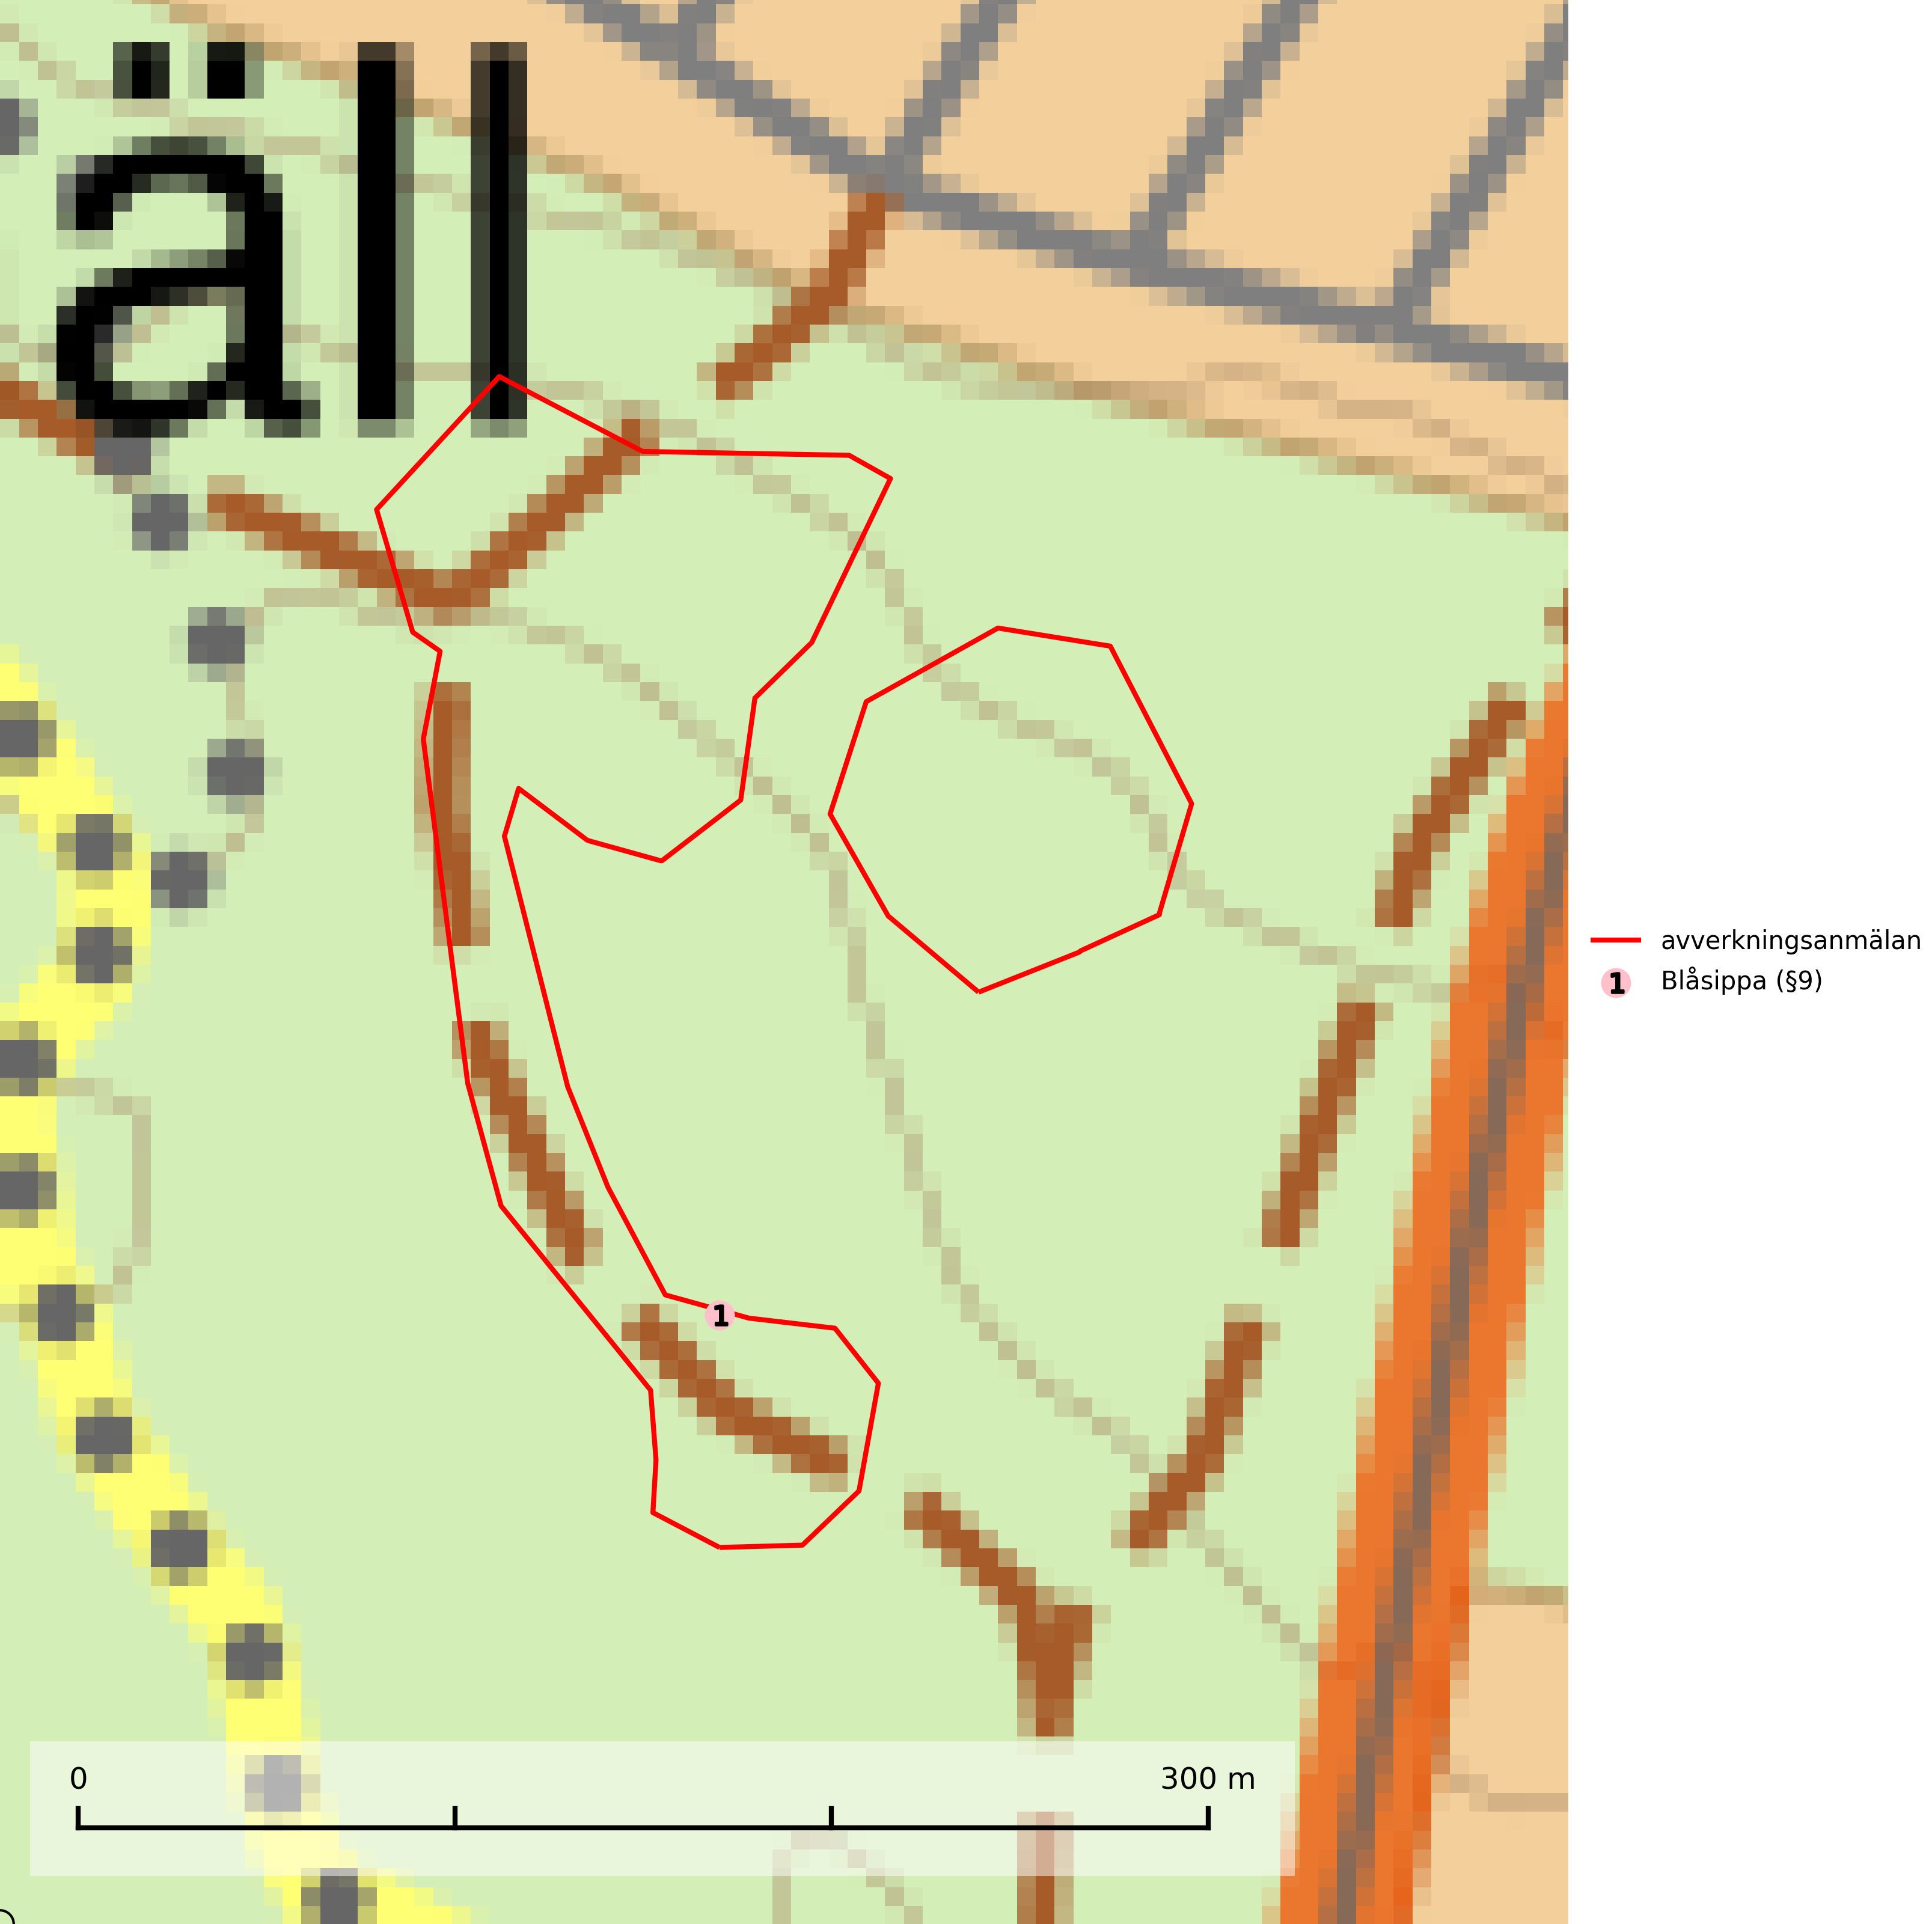 äll
avverkningsanmälan
1 Blåsippa (§9)
1
0 300 m